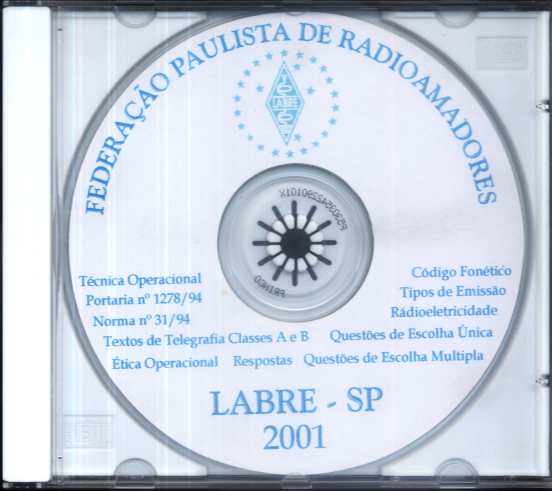 FEDERAÇÃO PAULISTA DE RADIOAMADORES
LABRE
Técnica Operacional
Código Fonético
Portaria nº 1278/94
Tipos de Emissão
Norma nº 31/94
Rádioeletricidade
Textos de Telegrafia Classes A e B
Questões de Escolha Única
Ética Operacional
Respostas
Questões de Escolha Multipla
LABRE - SP
2001